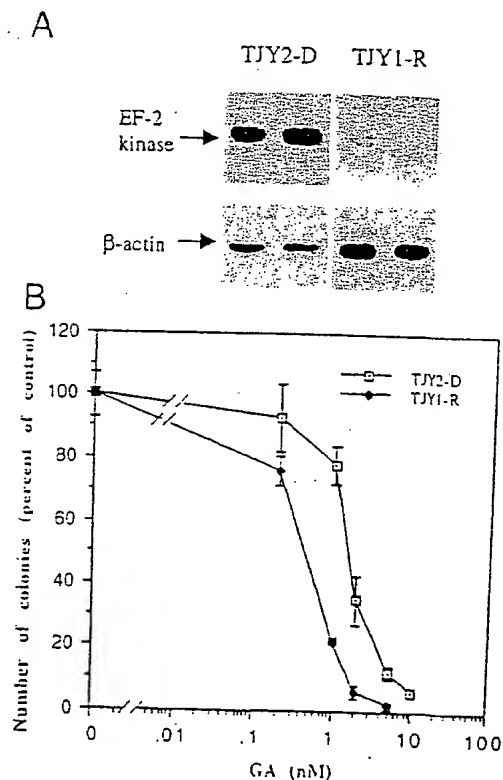 A
TJY2-D TJY1-R
EF-2
kinase
β-actin
B
Number of colonies (percent of control)
120
100
80
60
40
20
0
TJY2-D
TJY1-R
0 .01 .1 1 10 100
GA (nM)